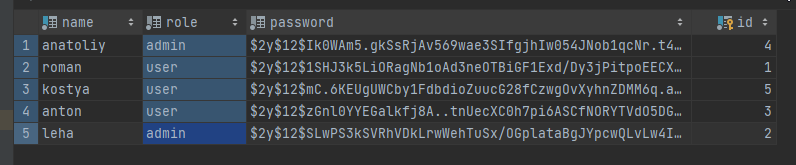 name role password id
1 anatoliy admin $2y$12$Ik0WAm5.gkSsRjAv569wae3SIfgjhIw054JNob1qcNr.t4… 4
2 roman user $2y$12$1SHJ3k5LiORagNb1oAd3neOTBiGF1Exd/Dy3jPitpoEECX… 1
3 kostya user $2y$12$mC.6KEUgUWCby1FdbdioZuucG28fCzwgOvXyhnZDMM6q.a… 5
4 anton user $2y$12$zGnl0YYEGalkfj8A..tnUecXC0h7pi6ASCfNORYTVdO5DG… 3
5 leha admin $2y$12$SLwPS3kSVRhVDkLrwWehTuSx/OGplataBgJYpcwQLvLw4I… 2